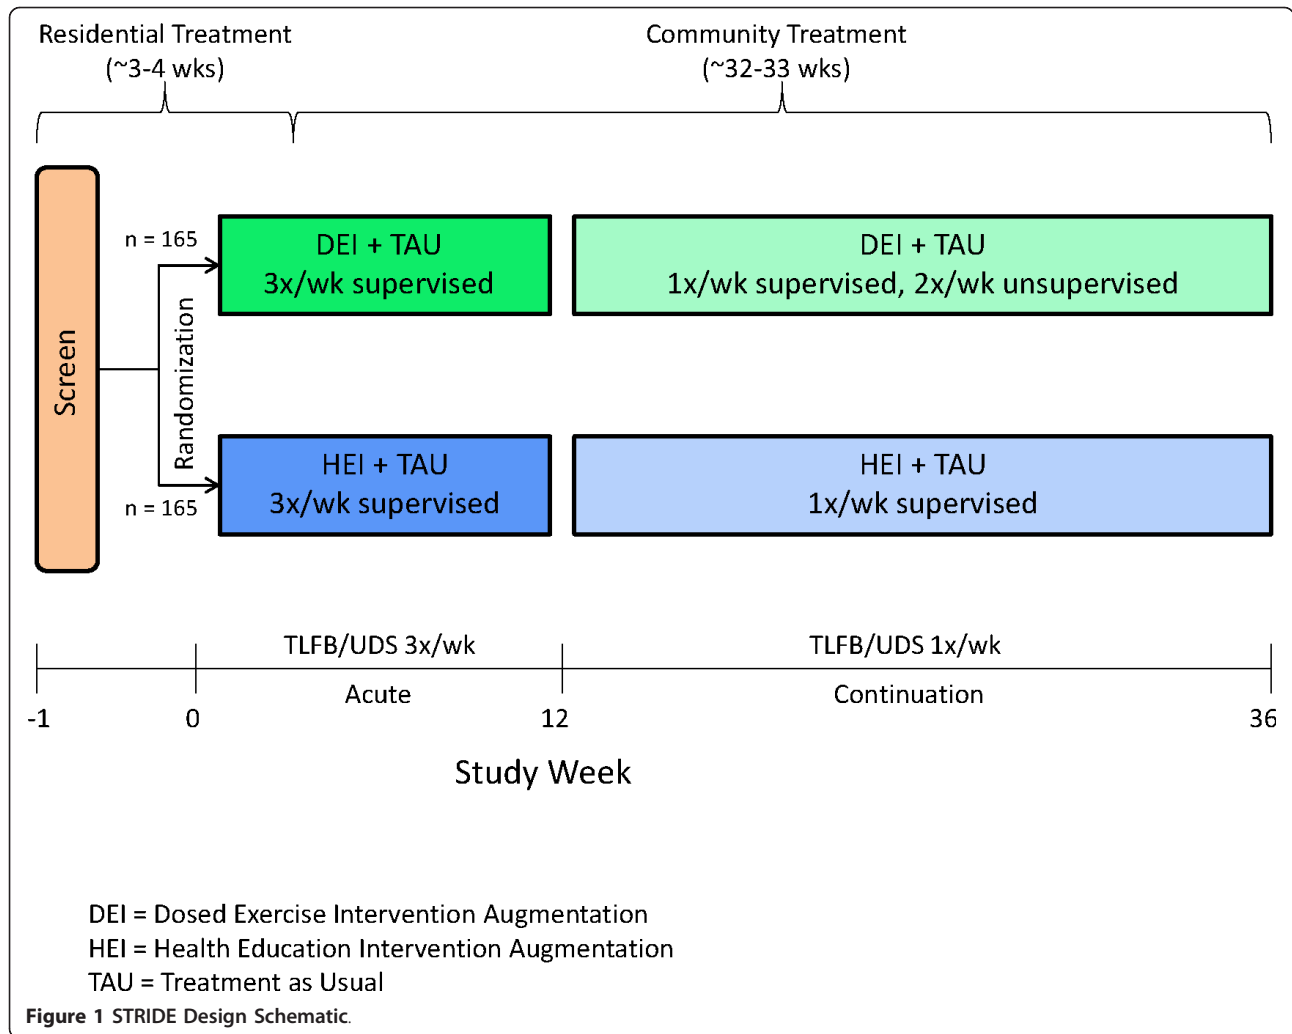 Residential Treatment
(~3-4 wks)
Community Treatment
(~32-33 wks)
Screen
n = 165
Randomization
n = 165
DEI + TAU
3x/wk supervised
DEI + TAU
1x/wk supervised, 2x/wk unsupervised
HEI + TAU
3x/wk supervised
HEI + TAU
1x/wk supervised
TLFB/UDS 3x/wk
TLFB/UDS 1x/wk
Acute
Continuation
-1
0
12
36
Study Week
DEI = Dosed Exercise Intervention Augmentation
HEI = Health Education Intervention Augmentation
TAU = Treatment as Usual
Figure 1 STRIDE Design Schematic.